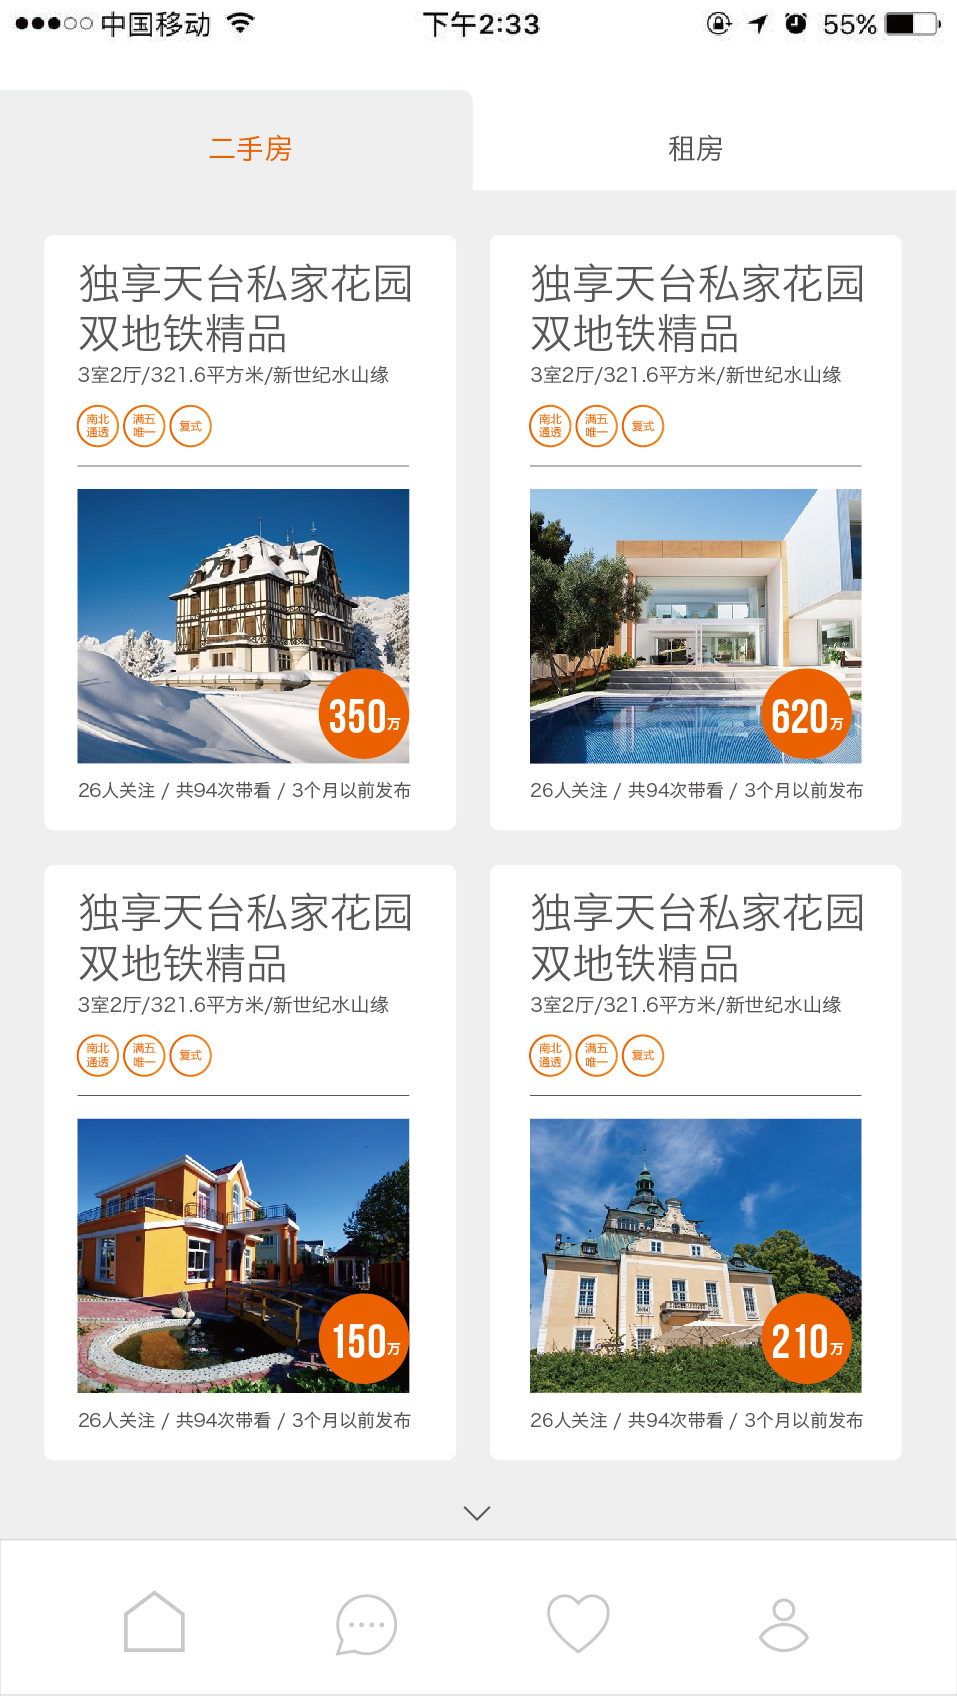 中国移动
下午2:33
55%
二手房
租房
独享天台私家花园
双地铁精品
3室2厅/321.6平方米/新世纪水山缘
南北
通透
满五
唯一
复式
350万
26人关注 / 共94次带看 / 3个月以前发布
独享天台私家花园
双地铁精品
3室2厅/321.6平方米/新世纪水山缘
南北
通透
满五
唯一
复式
620万
26人关注 / 共94次带看 / 3个月以前发布
独享天台私家花园
双地铁精品
3室2厅/321.6平方米/新世纪水山缘
南北
通透
满五
唯一
复式
150万
26人关注 / 共94次带看 / 3个月以前发布
独享天台私家花园
双地铁精品
3室2厅/321.6平方米/新世纪水山缘
南北
通透
满五
唯一
复式
210万
26人关注 / 共94次带看 / 3个月以前发布